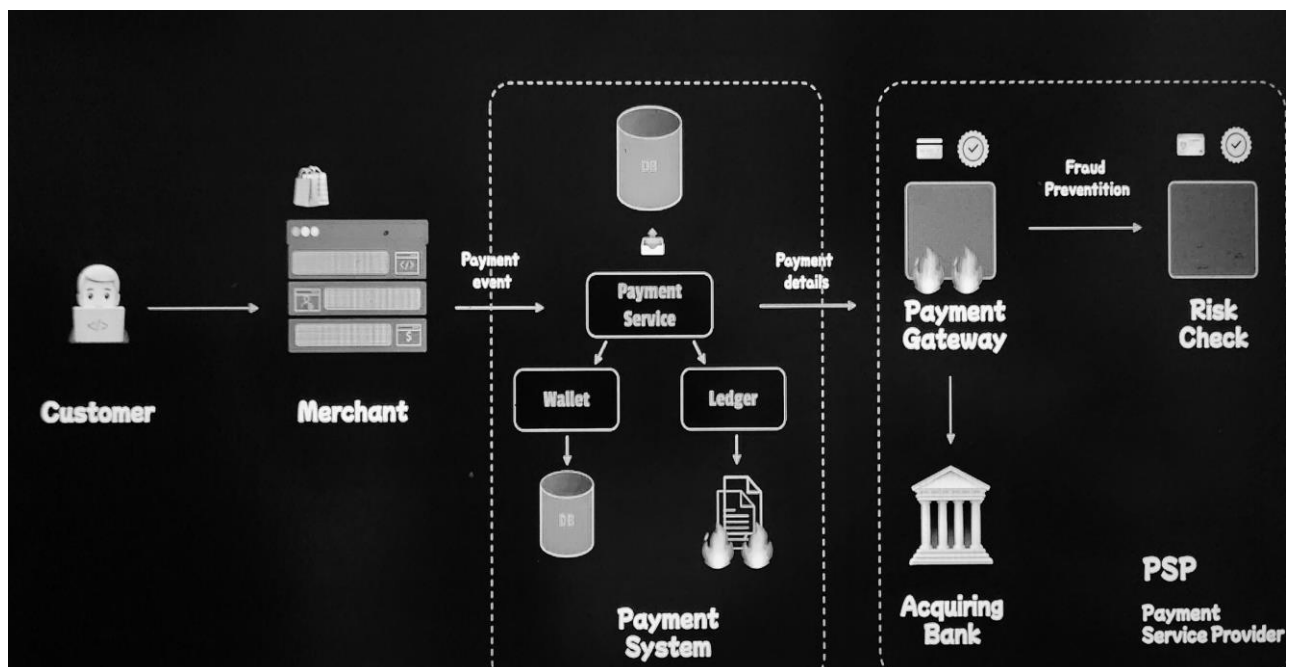 DB
Payment
event
Payment
Service
Payment
details
Wallet
Ledger
DB
Customer
Merchant
Payment
System
Fraud
Preventition
Payment
Gateway
Risk
Check
Acquiring
Bank
PSP
Payment
Service Provider